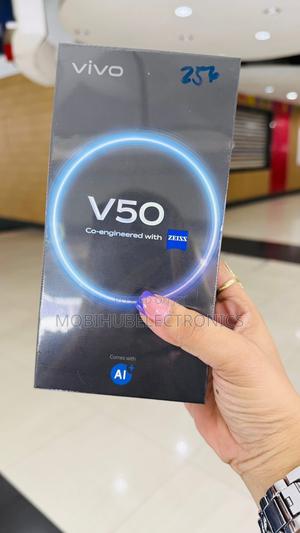 vivo
256
V50
Co-engineered with ZEISS
MOBIHUBELECTRONICS
Comes with
AI+